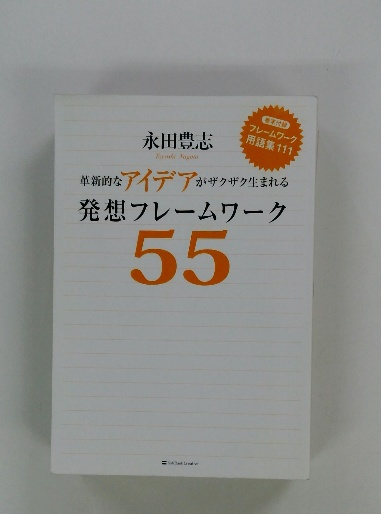 巻末付録
フレームワーク
用語集111
永田豊志
Toyoshi Nagata
革新的なアイデアがザクザク生まれる
発想フレームワーク
55
SoftBank Creative